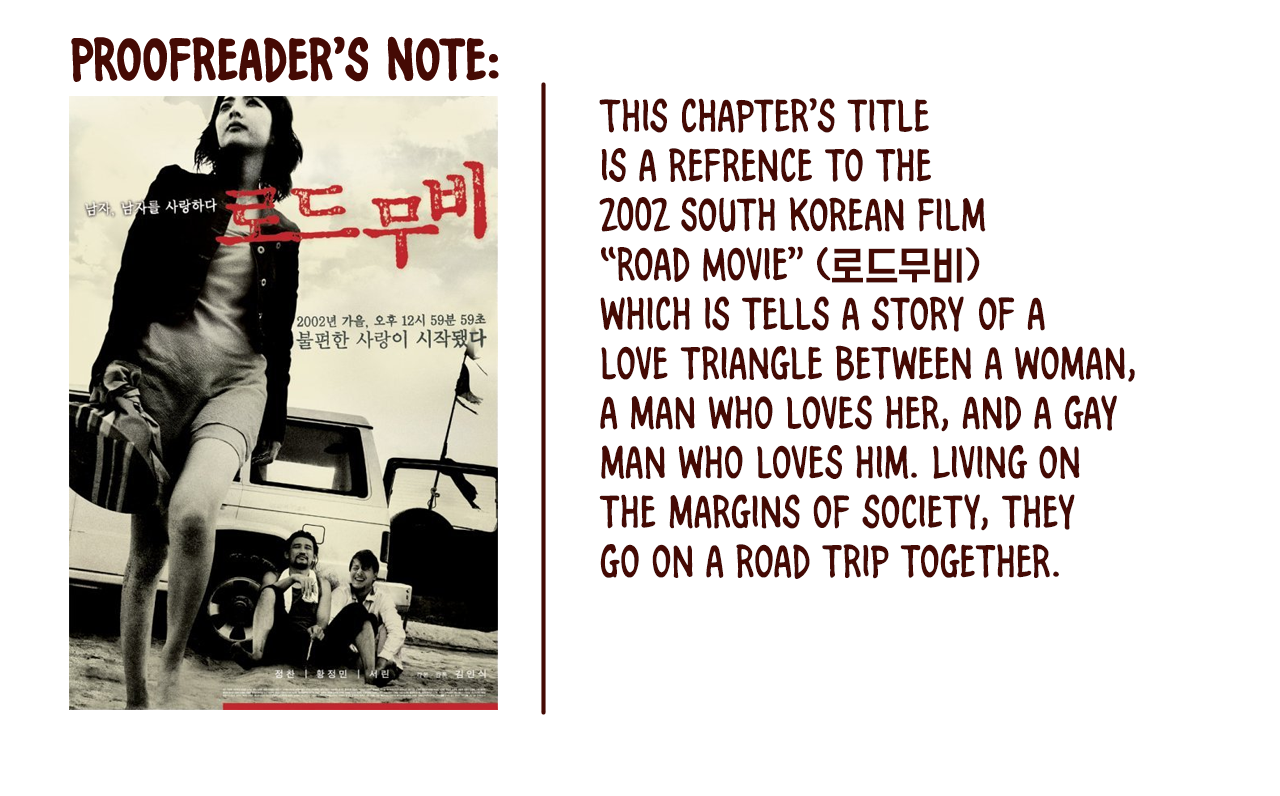 PROOFREADER'S NOTE:
남자, 남자를 사랑하다
로드무비
2002년 가을, 오후 12시 59분 59초
불편한 사랑이 시작됐다
정찬 | 황정민 | 서린
김인식
THIS CHAPTER'S TITLE
IS A REFRENCE TO THE
2002 SOUTH KOREAN FILM
“ROAD MOVIE” (로드무비)
WHICH IS TELLS A STORY OF A
LOVE TRIANGLE BETWEEN A WOMAN,
A MAN WHO LOVES HER, AND A GAY
MAN WHO LOVES HIM. LIVING ON
THE MARGINS OF SOCIETY, THEY
GO ON A ROAD TRIP TOGETHER.